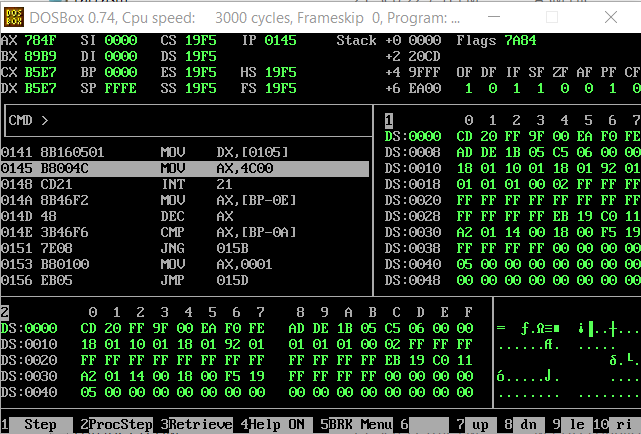 DOSBox 0.74, Cpu speed: 3000 cycles, Frameskip 0, Program: ...
AX 784F SI 0000 CS 19F5 IP 0145 Stack +0 0000 Flags 7A84
BX 89B9 DI 0000 DS 19F5 +2 20CD
CX B5E7 BP 0000 ES 19F5 HS 19F5 +4 9FFF OF DF IF SF ZF AF PF CF
DX B5E7 SP FFFE SS 19F5 FS 19F5 +6 EA00 1 0 1 1 0 0 1 0
CMD >
0141 8B160501 MOV DX,[0105]
0145 B8004C MOV AX,4C00
0148 CD21 INT 21
014A 8B46F2 MOV AX,[BP-0E]
014D 48 DEC AX
014E 3B46F6 CMP AX,[BP-0A]
0151 7E08 JNG 015B
0153 B80100 MOV AX,0001
0156 EB05 JMP 015D
1 0 1 2 3 4 5 6 7
DS:0000 CD 20 FF 9F 00 EA F0 FE
DS:0008 AD DE 1B 05 C5 06 00 00
DS:0010 18 01 10 01 18 01 92 01
DS:0018 01 01 01 00 02 FF FF FF
DS:0020 FF FF FF FF FF FF FF FF
DS:0028 FF FF FF FF EB 19 C0 11
DS:0030 A2 01 14 00 18 00 F5 19
DS:0038 FF FF FF FF 00 00 00 00
DS:0040 05 00 00 00 00 00 00 00
DS:0048 00 00 00 00 00 00 00 00
2 0 1 2 3 4 5 6 7 8 9 A B C D E F
DS:0000 CD 20 FF 9F 00 EA F0 FE AD DE 1B 05 C5 06 00 00 = ƒ.Ω≡■ ¡▐..┼...
DS:0010 18 01 10 01 18 01 92 01 01 01 01 00 02 FF FF FF ......Æ. .....
DS:0020 FF FF FF FF FF FF FF FF FF FF FF FF EB 19 C0 11 δ.└.
DS:0030 A2 01 14 00 18 00 F5 19 FF FF FF FF 00 00 00 00 ó.....⌡. ....
DS:0040 05 00 00 00 00 00 00 00 00 00 00 00 00 00 00 00 ........ ........
1 Step 2ProcStep 3Retrieve 4Help ON 5BRK Menu 6 7 up 8 dn 9 le 10 ri